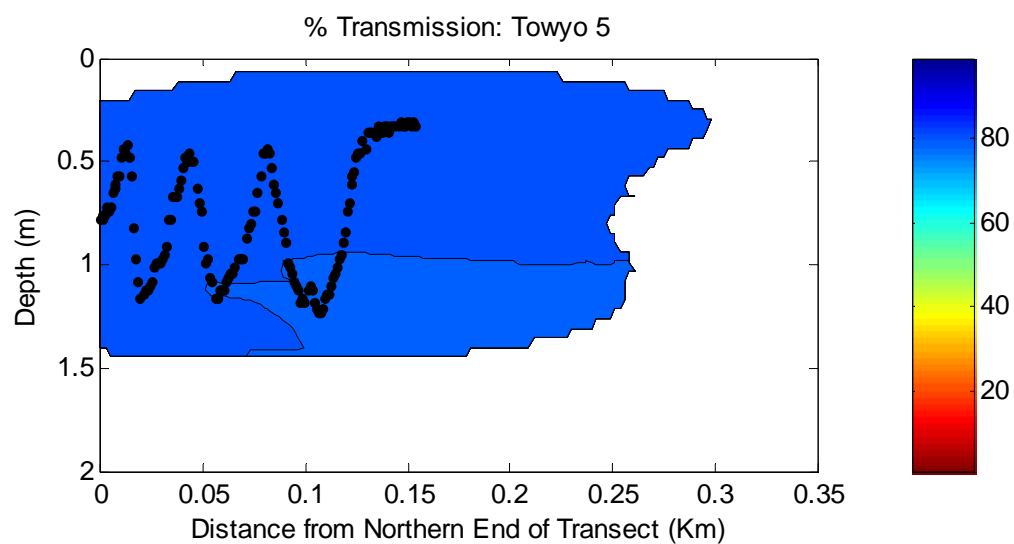 % Transmission: Towyo 5
0
0.5
1
1.5
2
Depth (m)
0 0.05 0.1 0.15 0.2 0.25 0.3 0.35
Distance from Northern End of Transect (Km)
80
60
40
20